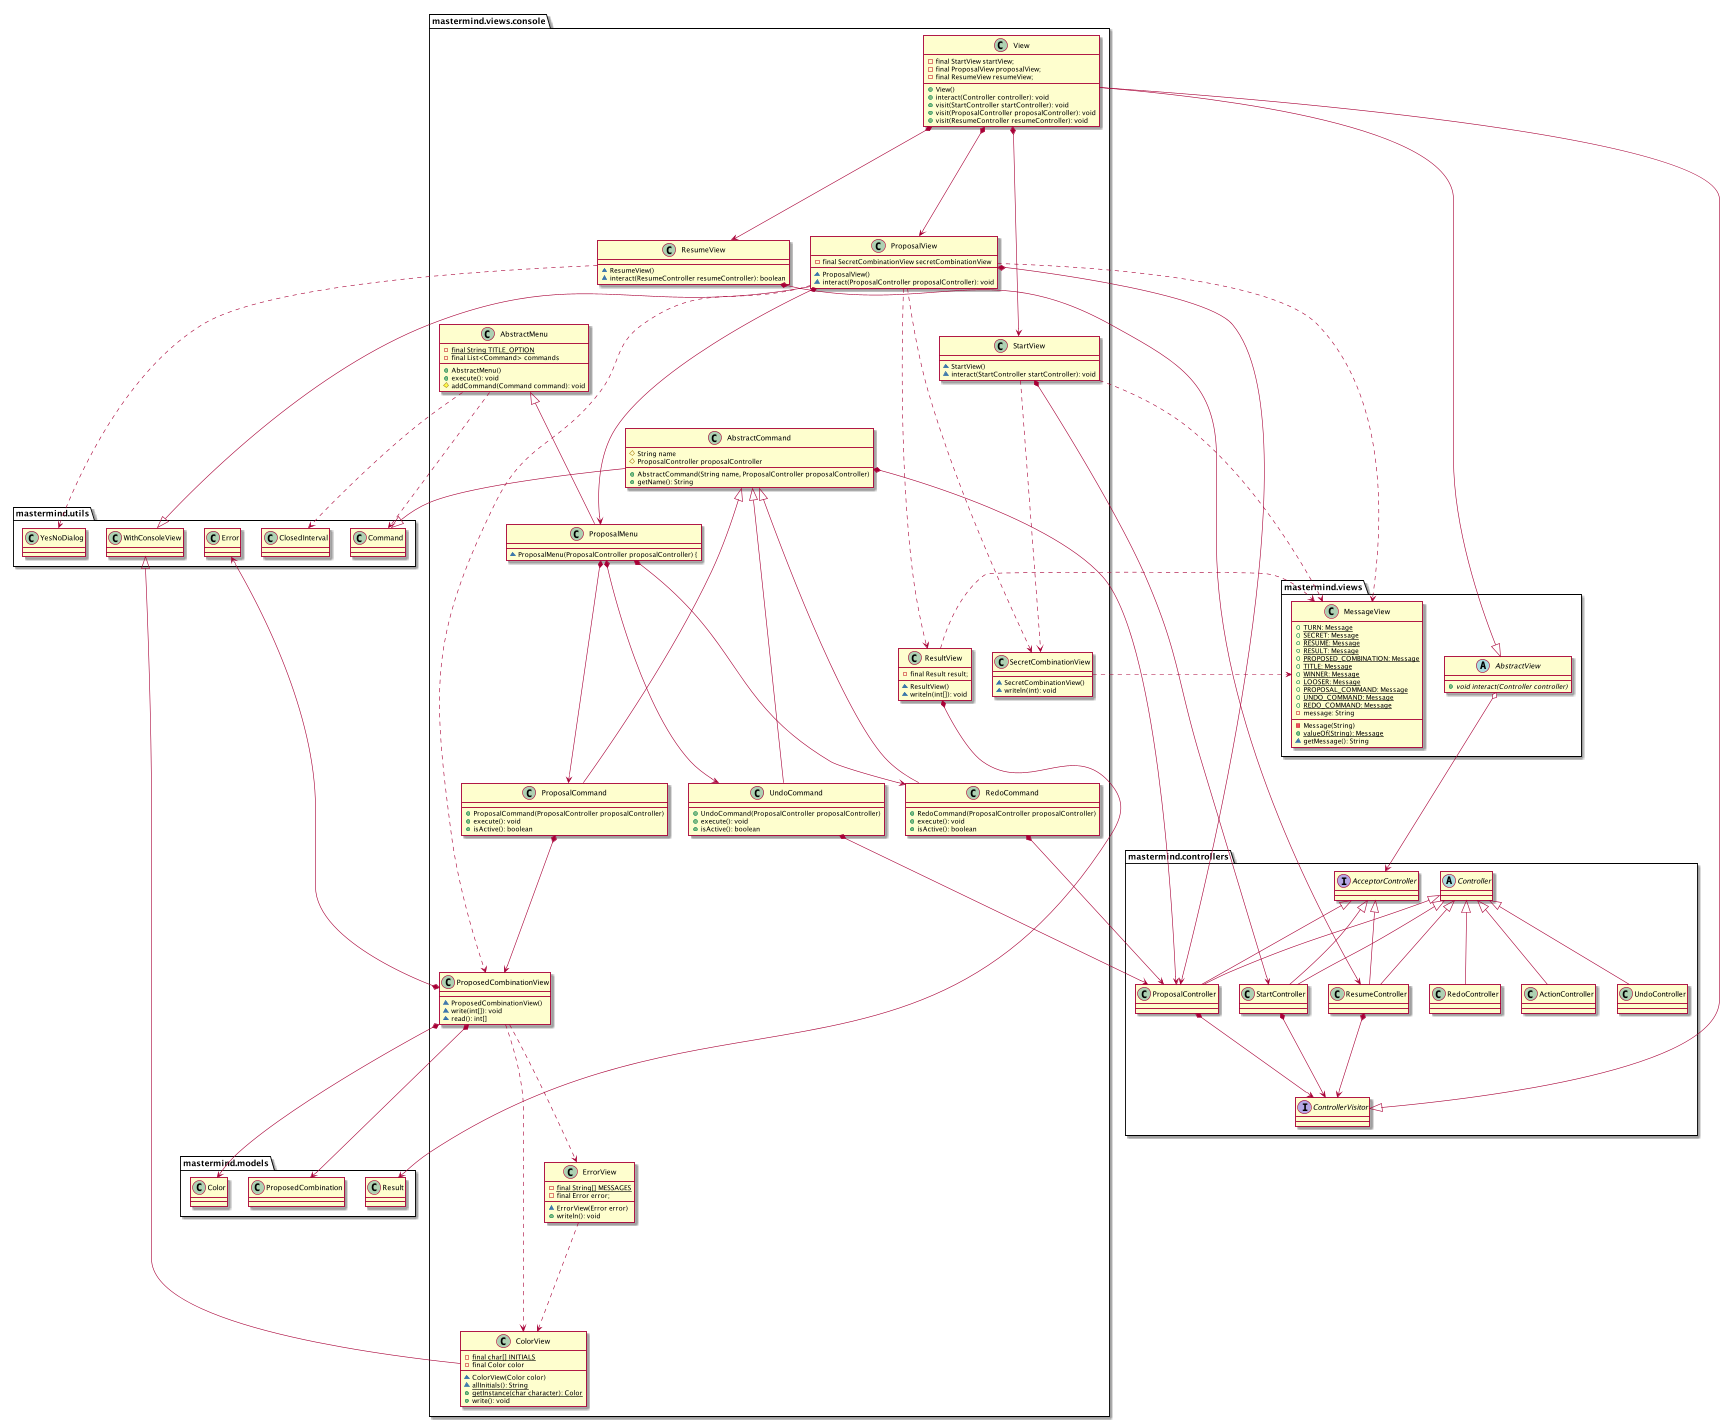 mastermind.views.console
C View
final StartView startView;
final ProposalView proposalView;
final ResumeView resumeView;
View()
interact(Controller controller): void
visit(StartController startController): void
visit(ProposalController proposalController): void
visit(ResumeController resumeController): void
C ResumeView
ResumeView()
interact(ResumeController resumeController): boolean
C ProposalView
final SecretCombinationView secretCombinationView
ProposalView()
interact(ProposalController proposalController): void
C AbstractMenu
final String TITLE_OPTION
final List<Command> commands
AbstractMenu()
execute(): void
addCommand(Command command): void
C StartView
StartView()
interact(StartController startController): void
C AbstractCommand
String name
ProposalController proposalController
AbstractCommand(String name, ProposalController proposalController)
getName(): String
mastermind.utils
C YesNoDialog
C WithConsoleView
C Error
C ClosedInterval
C Command
C ProposalMenu
ProposalMenu(ProposalController proposalController) {
mastermind.views
C MessageView
TURN: Message
SECRET: Message
RESUME: Message
RESULT: Message
PROPOSED_COMBINATION: Message
TITLE: Message
WINNER: Message
LOOSER: Message
PROPOSAL_COMMAND: Message
UNDO_COMMAND: Message
REDO_COMMAND: Message
message: String
Message(String)
valueOf(String): Message
getMessage(): String
A AbstractView
void interact(Controller controller)
C ResultView
final Result result;
ResultView()
writeln(int[]): void
C SecretCombinationView
SecretCombinationView()
writeln(int): void
C ProposalCommand
ProposalCommand(ProposalController proposalController)
execute(): void
isActive(): boolean
C UndoCommand
UndoCommand(ProposalController proposalController)
execute(): void
isActive(): boolean
C RedoCommand
RedoCommand(ProposalController proposalController)
execute(): void
isActive(): boolean
mastermind.controllers
I AcceptorController
A Controller
C ProposalController
C StartController
C ResumeController
C RedoController
C ActionController
C UndoController
I ControllerVisitor
C ProposedCombinationView
ProposedCombinationView()
write(int[]): void
read(): int[]
mastermind.models
C Color
C ProposedCombination
C Result
C ErrorView
final String[] MESSAGES
final Error error;
ErrorView(Error error)
writeln(): void
C ColorView
final char[] INITIALS
final Color color
ColorView(Color color)
allInitials(): String
getInstance(char character): Color
write(): void